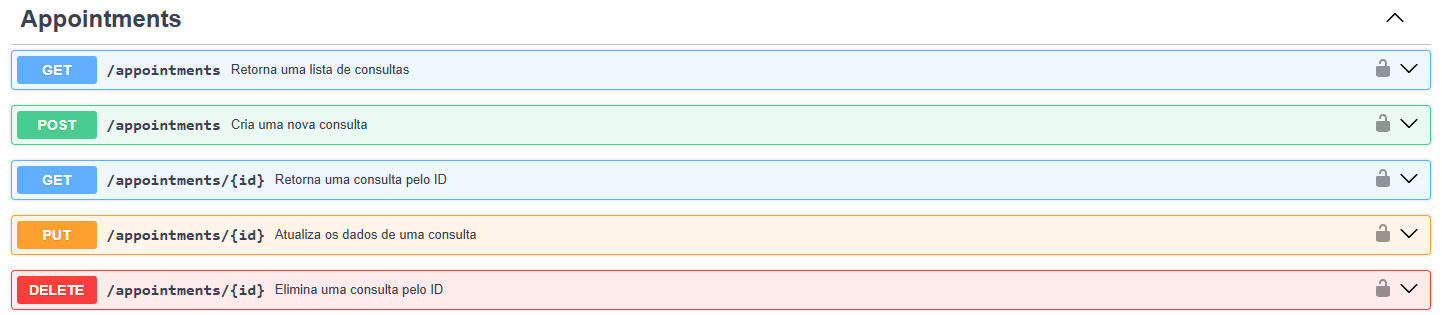 Appointments
GET /appointments Retorna uma lista de consultas
POST /appointments Cria uma nova consulta
GET /appointments/{id} Retorna uma consulta pelo ID
PUT /appointments/{id} Atualiza os dados de uma consulta
DELETE /appointments/{id} Elimina uma consulta pelo ID